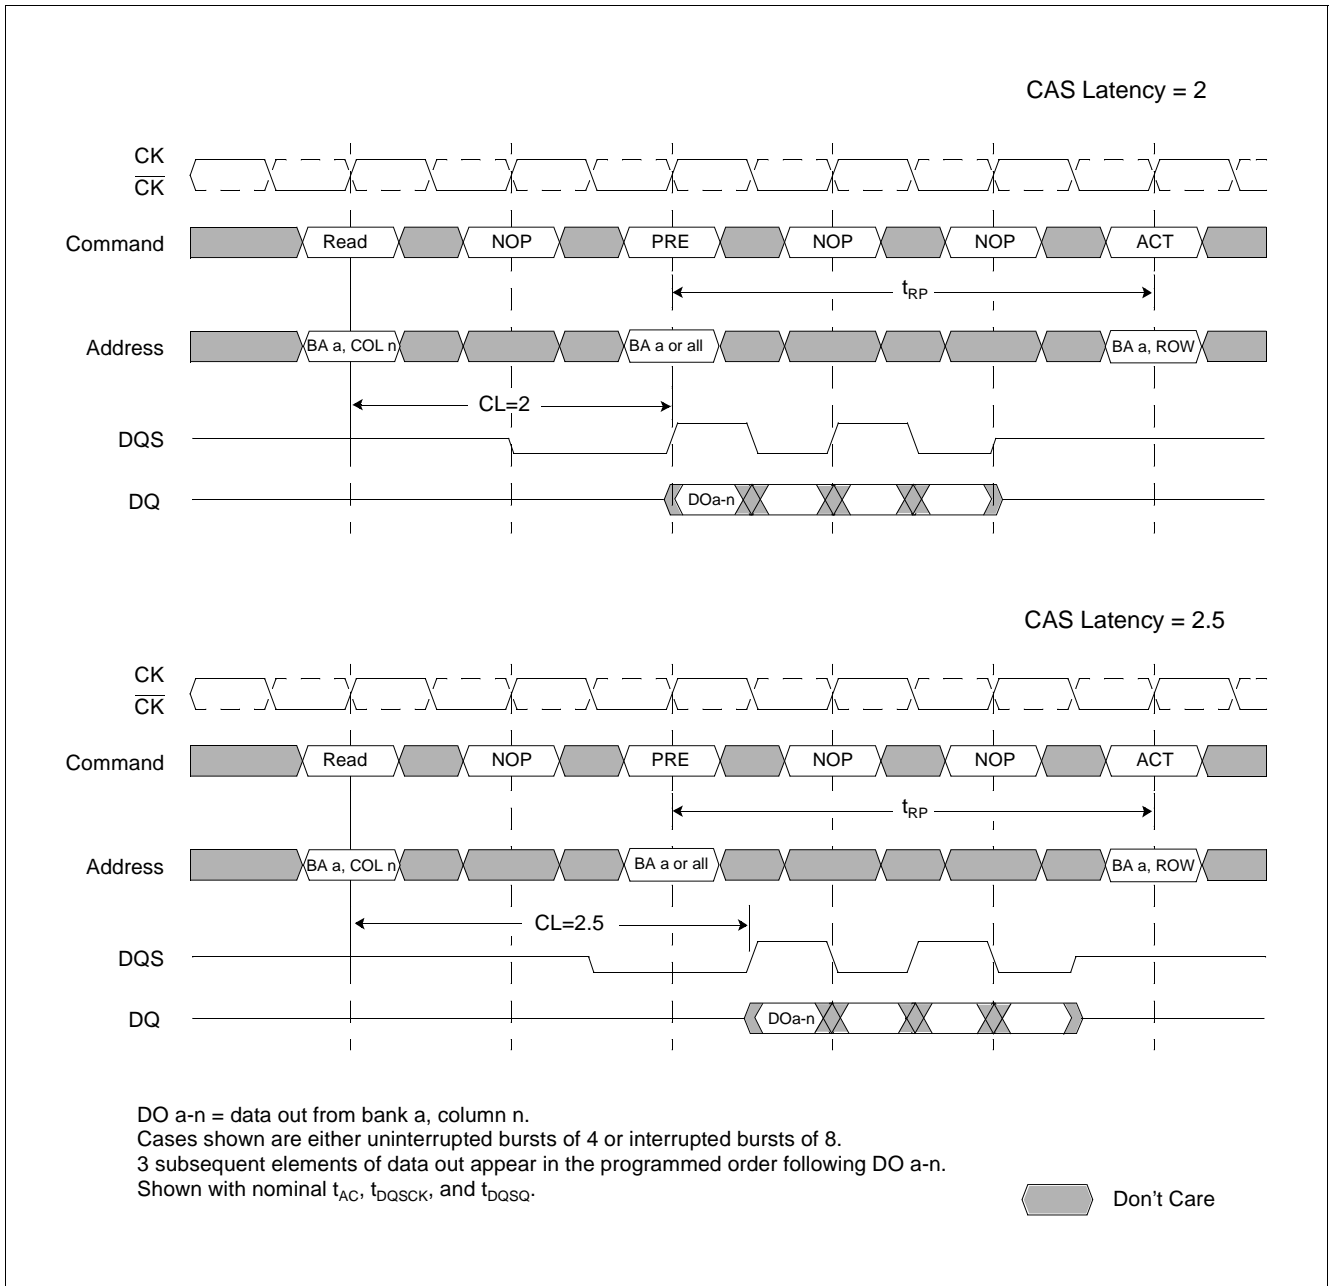 CAS Latency = 2
CK
CK
Command Read NOP PRE NOP NOP ACT
tRP
Address BA a, COL n BA a or all BA a, ROW
CL=2
DQS
DQ DOa-n
CAS Latency = 2.5
CK
CK
Command Read NOP PRE NOP NOP ACT
tRP
Address BA a, COL n BA a or all BA a, ROW
CL=2.5
DQS
DQ DOa-n
DO a-n = data out from bank a, column n.
Cases shown are either uninterrupted bursts of 4 or interrupted bursts of 8.
3 subsequent elements of data out appear in the programmed order following DO a-n.
Shown with nominal tAC, tDQSCK, and tDQSQ.
Don't Care